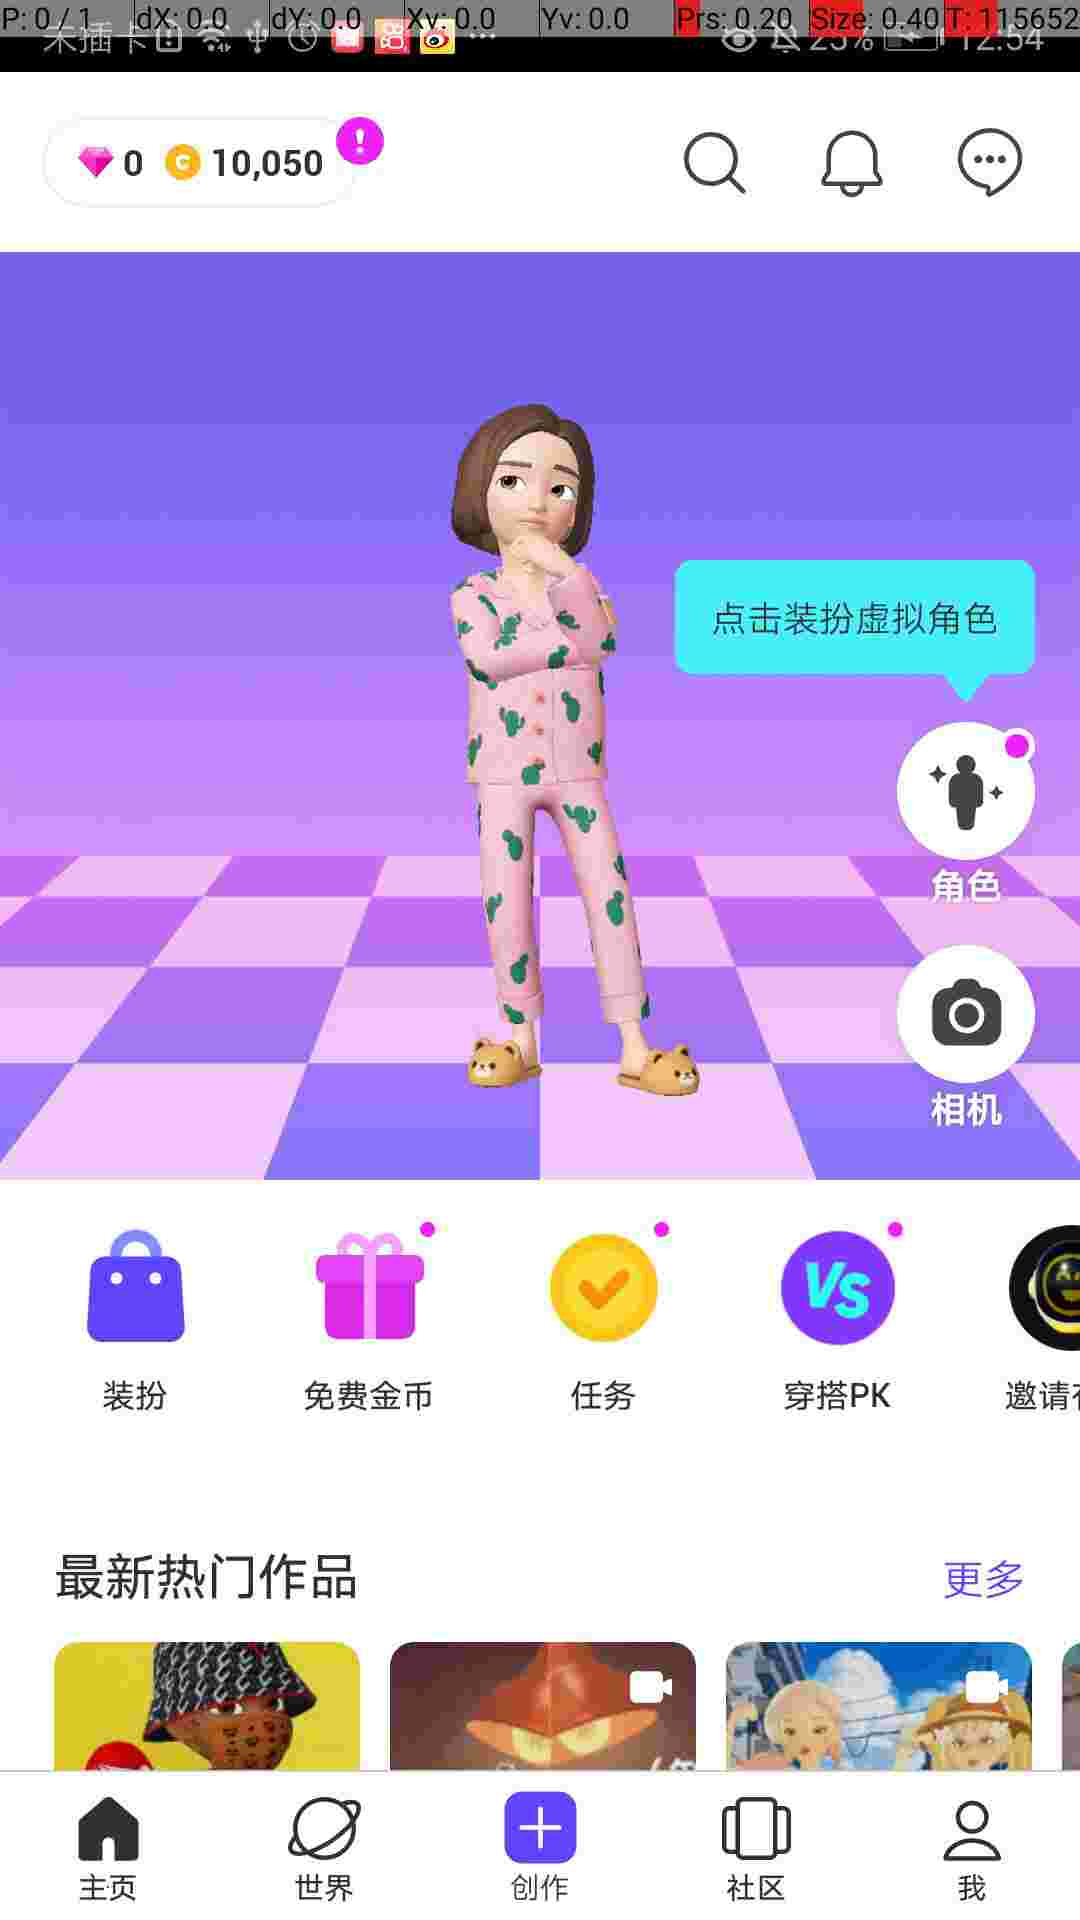 P: 0 / 1 dX: 0.0 dY: 0.0 Xv: 0.0 Yv: 0.0 Prs: 0.20 Size: 0.40 T: 115652
未插卡 23% 12:54
0 10,050
点击装扮虚拟角色
角色
相机
VS
装扮 免费金币 任务 穿搭PK 邀请
最新热门作品 更多
主页 世界 创作 社区 我